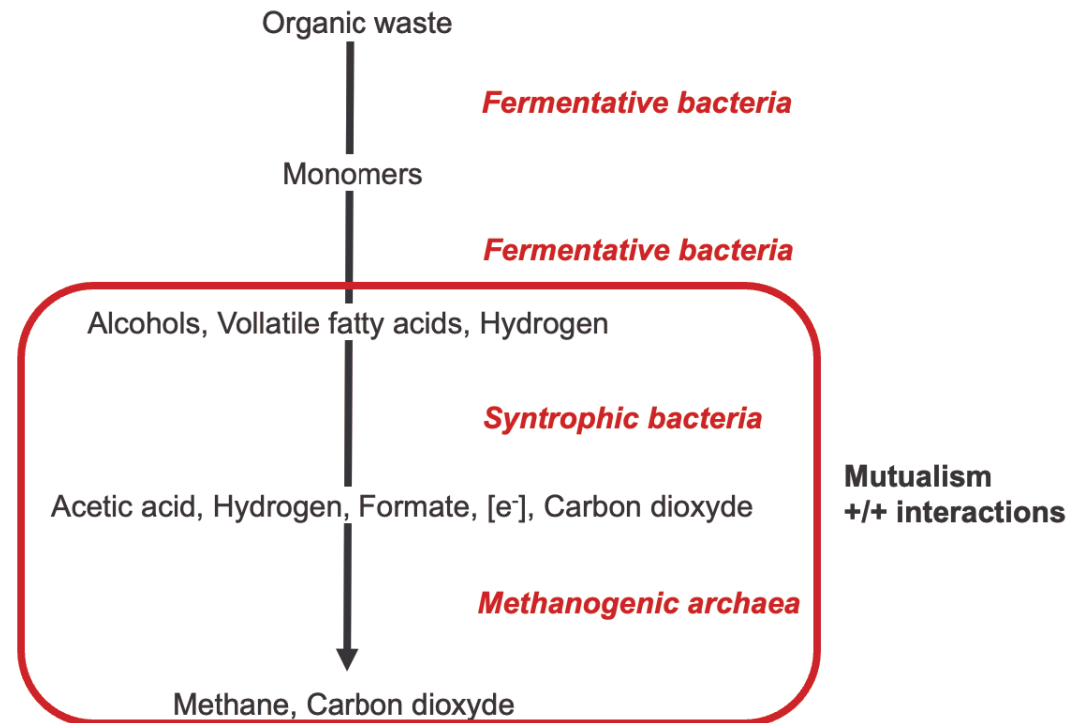 Organic waste
Fermentative bacteria
Monomers
Fermentative bacteria
Alcohols, Vollatile fatty acids, Hydrogen
Syntrophic bacteria
Mutualism
+/+ interactions
Acetic acid, Hydrogen, Formate, [e-], Carbon dioxyde
Methanogenic archaea
Methane, Carbon dioxyde